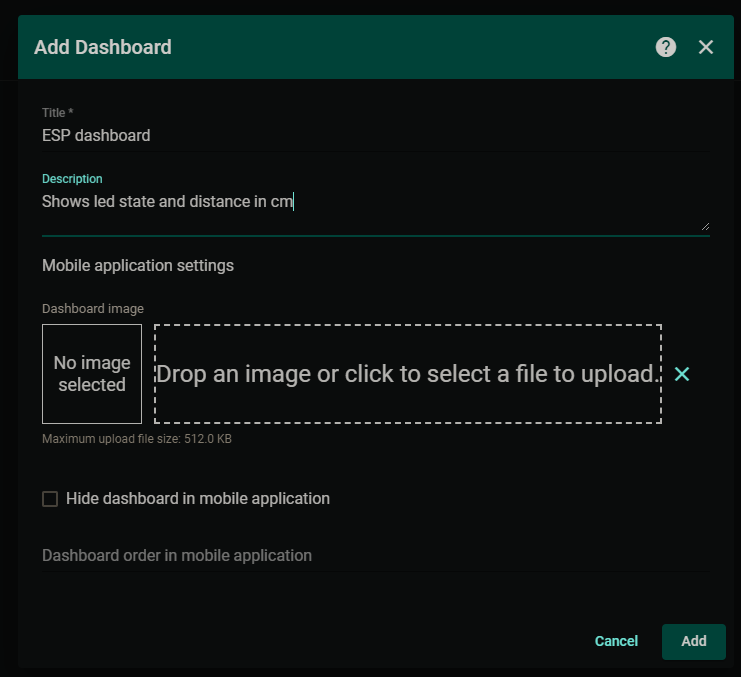 Add Dashboard
?
Title *
ESP dashboard
Description
Shows led state and distance in cm
Mobile application settings
Dashboard image
No image
selected
Drop an image or click to select a file to upload.
Maximum upload file size: 512.0 KB
Hide dashboard in mobile application
Dashboard order in mobile application
Cancel
Add